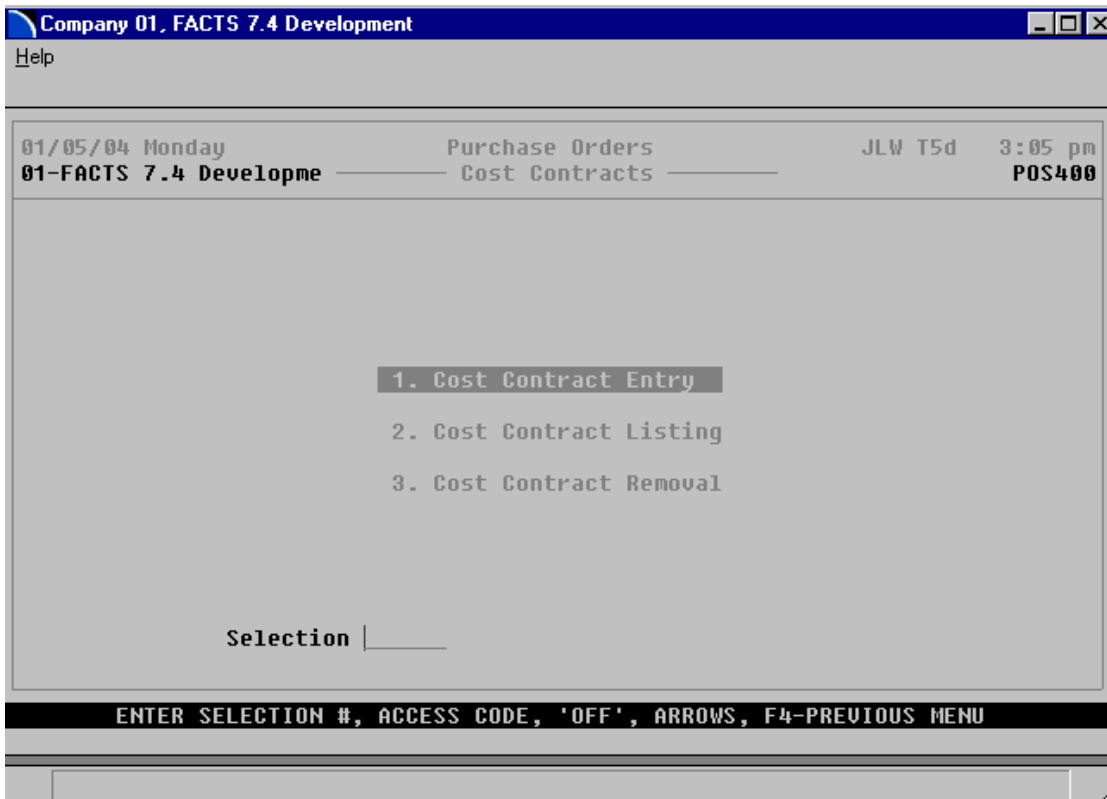 Company 01, FACTS 7.4 Development
Help
01/05/04 Monday Purchase Orders JLW T5d 3:05 pm
01-FACTS 7.4 Developme Cost Contracts POS400
1. Cost Contract Entry
2. Cost Contract Listing
3. Cost Contract Removal
Selection
ENTER SELECTION #, ACCESS CODE, 'OFF', ARROWS, F4-PREVIOUS MENU